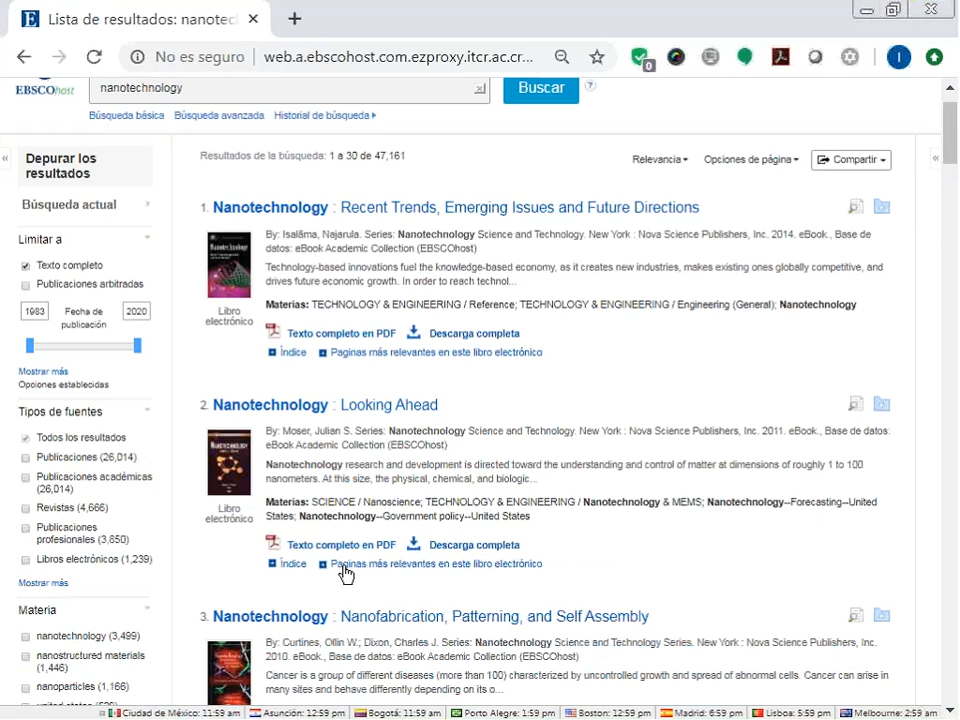 Lista de resultados: nanotec
No es seguro
web.a.ebscohost.com.ezproxy.itcr.ac.cr...
0
I
EBSCOhost
nanotechnology
Buscar
Búsqueda básica
Búsqueda avanzada
Historial de búsqueda
Depurar los
resultados
Búsqueda actual
Limitar a
Texto completo
Publicaciones arbitradas
1983
Fecha de
publicación
2020
Mostrar más
Opciones establecidas
Tipos de fuentes
Todos los resultados
Publicaciones (26,014)
Publicaciones académicas
(26,014)
Revistas (4,666)
Publicaciones
profesionales (3,850)
Libros electrónicos (1,239)
Mostrar más
Materia
nanotechnology (3,499)
nanostructured materials
(1,446)
nanoparticles (1,166)
Resultados de la búsqueda: 1 a 30 de 47,161
Relevancia
Opciones de página
Compartir
1. Nanotechnology : Recent Trends, Emerging Issues and Future Directions
By: Isalāma, Najarula. Series: Nanotechnology Science and Technology. New York : Nova Science Publishers, Inc. 2014. eBook., Base de
datos: eBook Academic Collection (EBSCOhost)
Technology-based innovations fuel the knowledge-based economy, as it creates new industries, makes existing ones globally competitive, and
drives future economic growth. In order to reach technol...
Libro
electrónico
Materias: TECHNOLOGY & ENGINEERING / Reference; TECHNOLOGY & ENGINEERING / Engineering (General); Nanotechnology
Texto completo en PDF
Descarga completa
Índice
Paginas más relevantes en este libro electrónico
2. Nanotechnology : Looking Ahead
By: Moser, Julian S. Series: Nanotechnology Science and Technology. New York : Nova Science Publishers, Inc. 2011. eBook., Base de datos:
eBook Academic Collection (EBSCOhost)
Nanotechnology research and development is directed toward the understanding and control of matter at dimensions of roughly 1 to 100
nanometers. At this size, the physical, chemical, and biologic...
Libro
electrónico
Materias: SCIENCE / Nanoscience; TECHNOLOGY & ENGINEERING / Nanotechnology & MEMS; Nanotechnology--Forecasting--United
States; Nanotechnology--Government policy--United States
Texto completo en PDF
Descarga completa
Índice
Paginas más relevantes en este libro electrónico
3. Nanotechnology : Nanofabrication, Patterning, and Self Assembly
By: Curtines, Ollin W.; Dixon, Charles J. Series: Nanotechnology Science and Technology Series. New York : Nova Science Publishers, Inc.
2010. eBook., Base de datos: eBook Academic Collection (EBSCOhost)
Cancer is a group of different diseases (more than 100) characterized by uncontrolled growth and spread of abnormal cells. Cancer can arise in
many sites and behave differently depending on its o...
Ciudad de México: 11:59 am
Asunción: 12:59 pm
Bogotá: 11:59 am
Porto Alegre: 1:59 pm
Boston: 12:59 pm
Madrid: 6:59 pm
Lisboa: 5:59 pm
Melbourne: 2:59 am